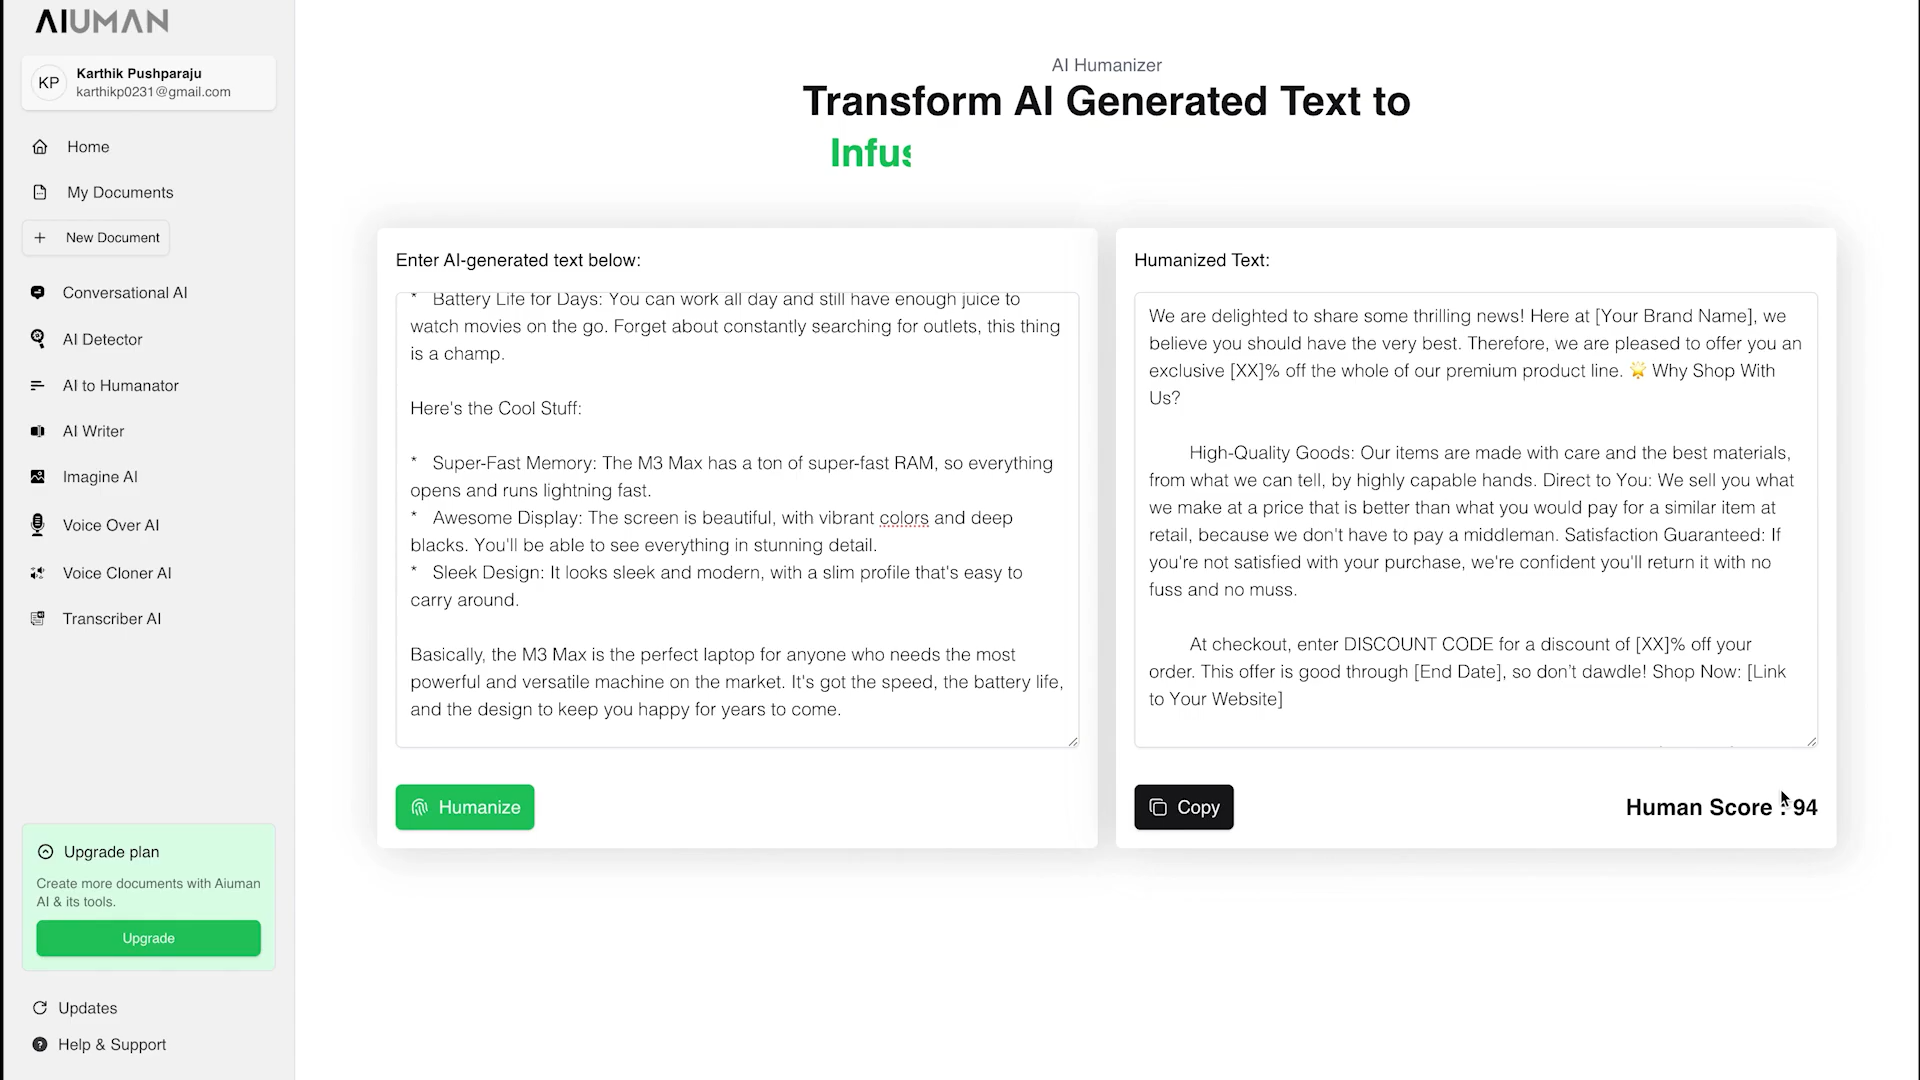 AIUMAN
KP
Karthik Pushparaju
karthikp0231@gmail.com
Home
My Documents
New Document
Conversational AI
AI Detector
AI to Humanator
AI Writer
Imagine AI
Voice Over AI
Voice Cloner AI
Transcriber AI
Upgrade plan
Create more documents with Aiuman
AI & its tools.
Upgrade
Updates
Help & Support
AI Humanizer
Transform AI Generated Text to
Infus
Enter AI-generated text below:
* Battery Life for Days: You can work all day and still have enough juice to
watch movies on the go. Forget about constantly searching for outlets, this thing
is a champ.
Here's the Cool Stuff:
* Super-Fast Memory: The M3 Max has a ton of super-fast RAM, so everything
opens and runs lightning fast.
* Awesome Display: The screen is beautiful, with vibrant colors and deep
blacks. You'll be able to see everything in stunning detail.
* Sleek Design: It looks sleek and modern, with a slim profile that's easy to
carry around.
Basically, the M3 Max is the perfect laptop for anyone who needs the most
powerful and versatile machine on the market. It's got the speed, the battery life,
and the design to keep you happy for years to come.
Humanize
Humanized Text:
We are delighted to share some thrilling news! Here at [Your Brand Name], we
believe you should have the very best. Therefore, we are pleased to offer you an
exclusive [XX]% off the whole of our premium product line. 🌟 Why Shop With
Us?
High-Quality Goods: Our items are made with care and the best materials,
from what we can tell, by highly capable hands. Direct to You: We sell you what
we make at a price that is better than what you would pay for a similar item at
retail, because we don't have to pay a middleman. Satisfaction Guaranteed: If
you're not satisfied with your purchase, we're confident you'll return it with no
fuss and no muss.
At checkout, enter DISCOUNT CODE for a discount of [XX]% off your
order. This offer is good through [End Date], so don’t dawdle! Shop Now: [Link
to Your Website]
Copy
Human Score : 94